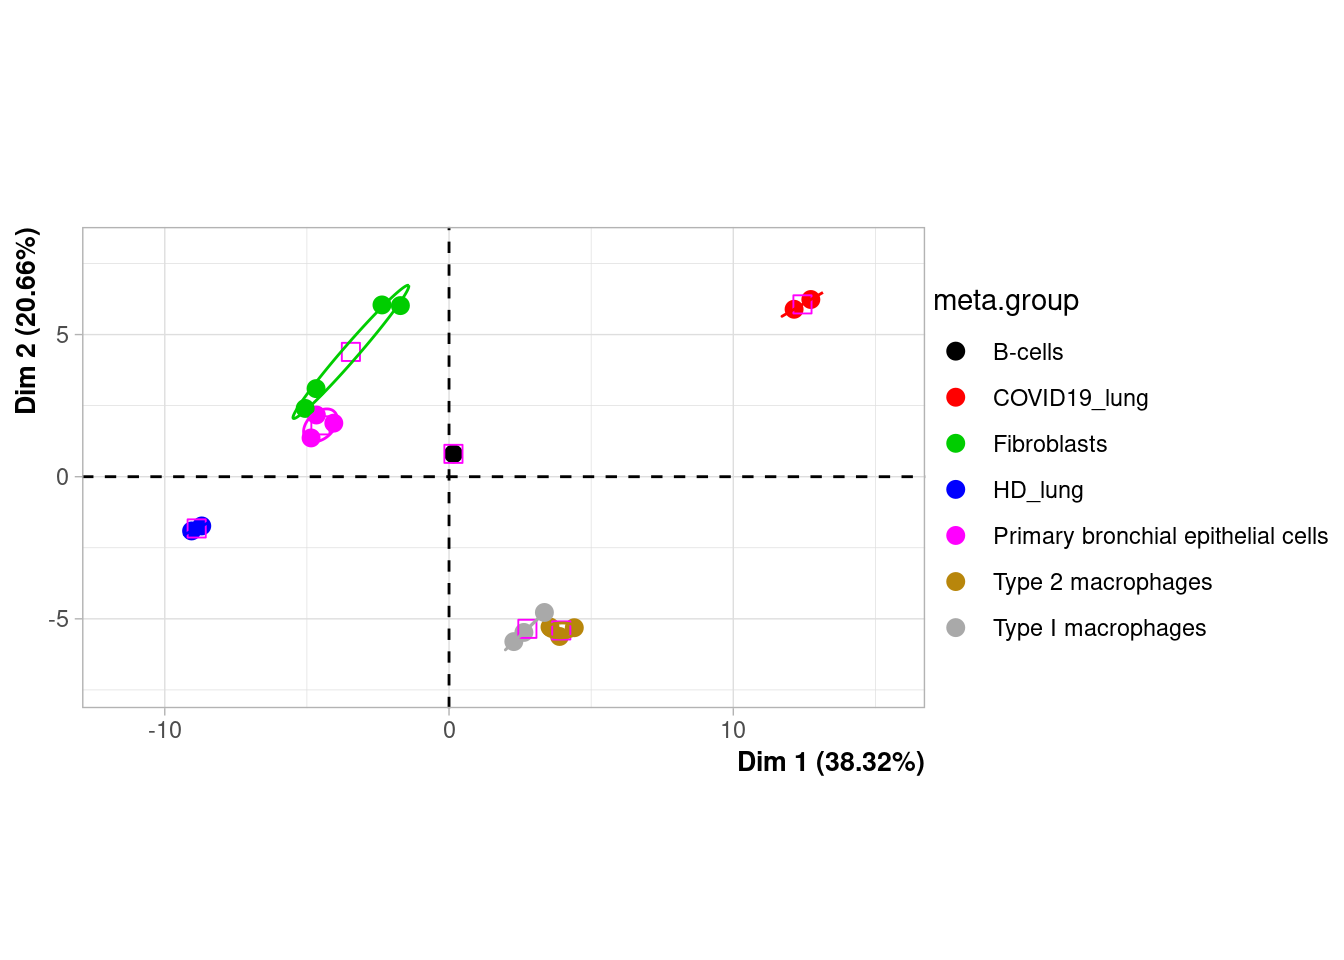 Dim 2 (20.66%)
5
0
-5
-10
0
10
Dim 1 (38.32%)
meta.group
B-cells
COVID19_lung
Fibroblasts
HD_lung
Primary bronchial epithelial cells
Type 2 macrophages
Type I macrophages